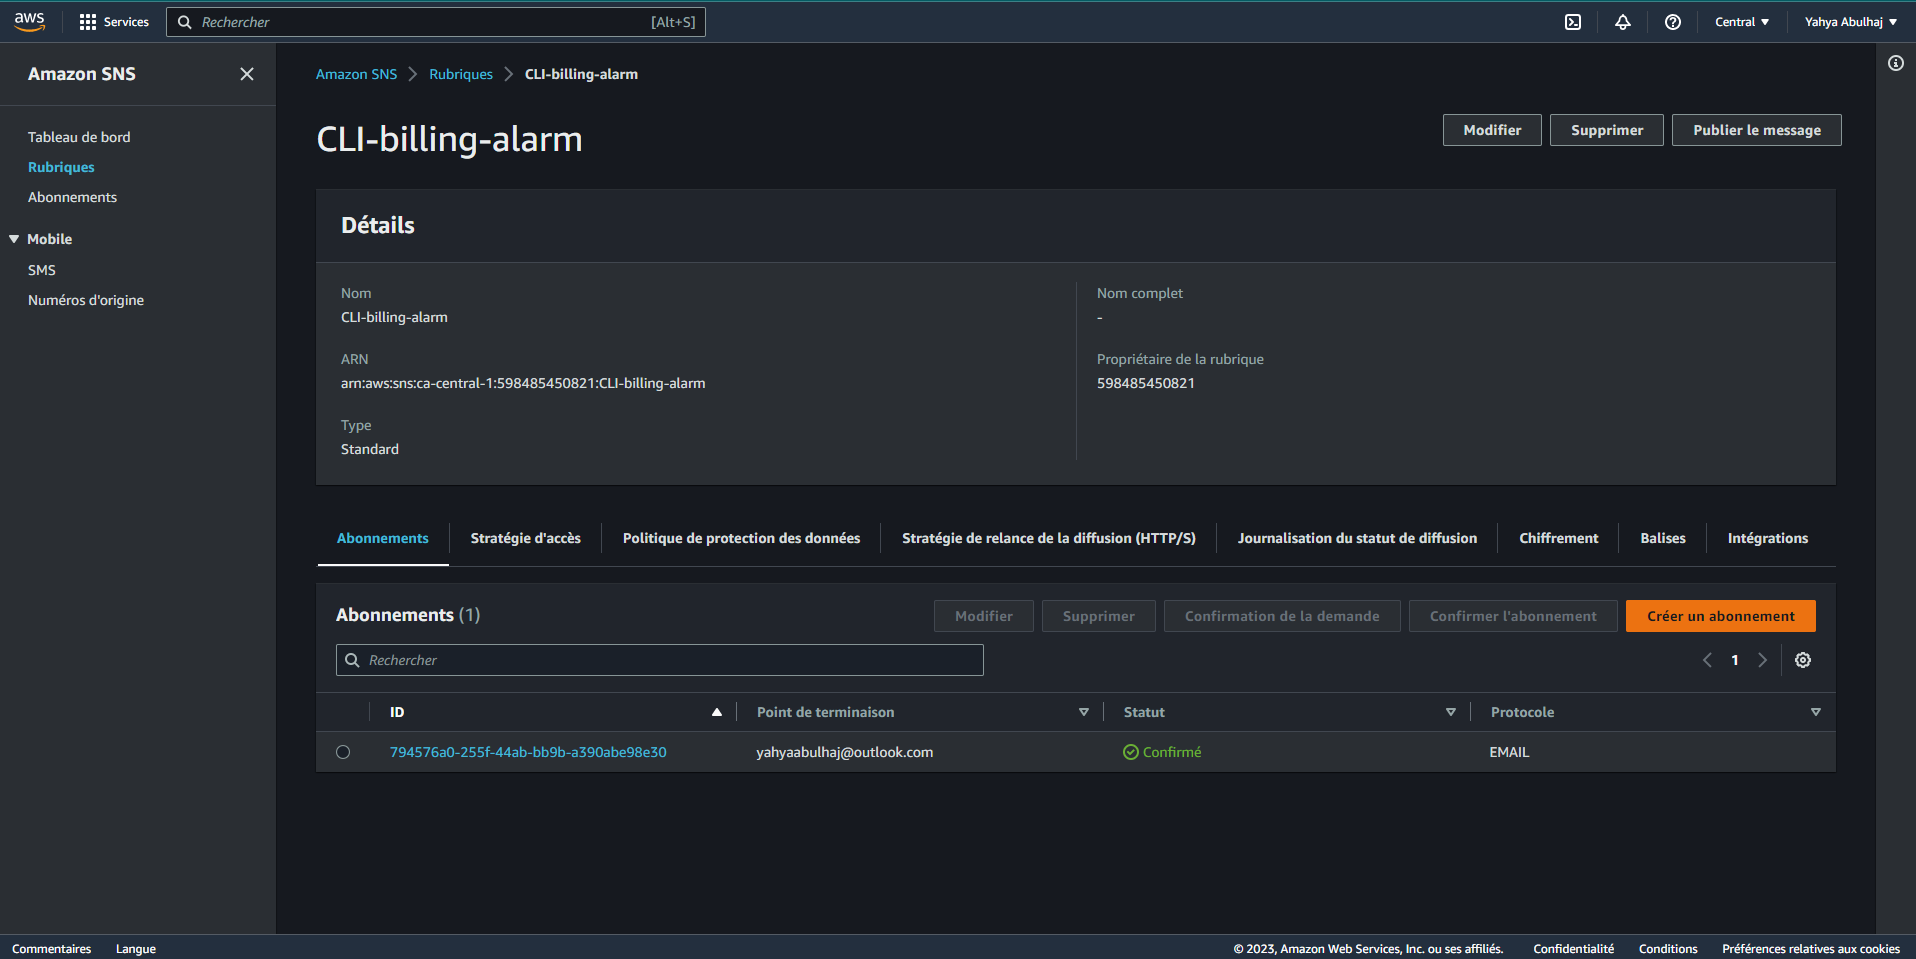 aws
Services
Rechercher
[Alt+S]
Central
Yahya Abulhaj
Amazon SNS
Tableau de bord
Rubriques
Abonnements
Mobile
SMS
Numéros d'origine
Amazon SNS
Rubriques
CLI-billing-alarm
CLI-billing-alarm
Modifier
Supprimer
Publier le message
Détails
Nom
CLI-billing-alarm
ARN
arn:aws:sns:ca-central-1:598485450821:CLI-billing-alarm
Type
Standard
Nom complet
-
Propriétaire de la rubrique
598485450821
Abonnements
Stratégie d'accès
Politique de protection des données
Stratégie de relance de la diffusion (HTTP/S)
Journalisation du statut de diffusion
Chiffrement
Balises
Intégrations
Abonnements (1)
Modifier
Supprimer
Confirmation de la demande
Confirmer l'abonnement
Créer un abonnement
Rechercher
1
ID
Point de terminaison
Statut
Protocole
794576a0-255f-44ab-bb9b-a390abe98e30
yahyaabulhaj@outlook.com
Confirmé
EMAIL
Commentaires
Langue
© 2023, Amazon Web Services, Inc. ou ses affiliés.
Confidentialité
Conditions
Préférences relatives aux cookies